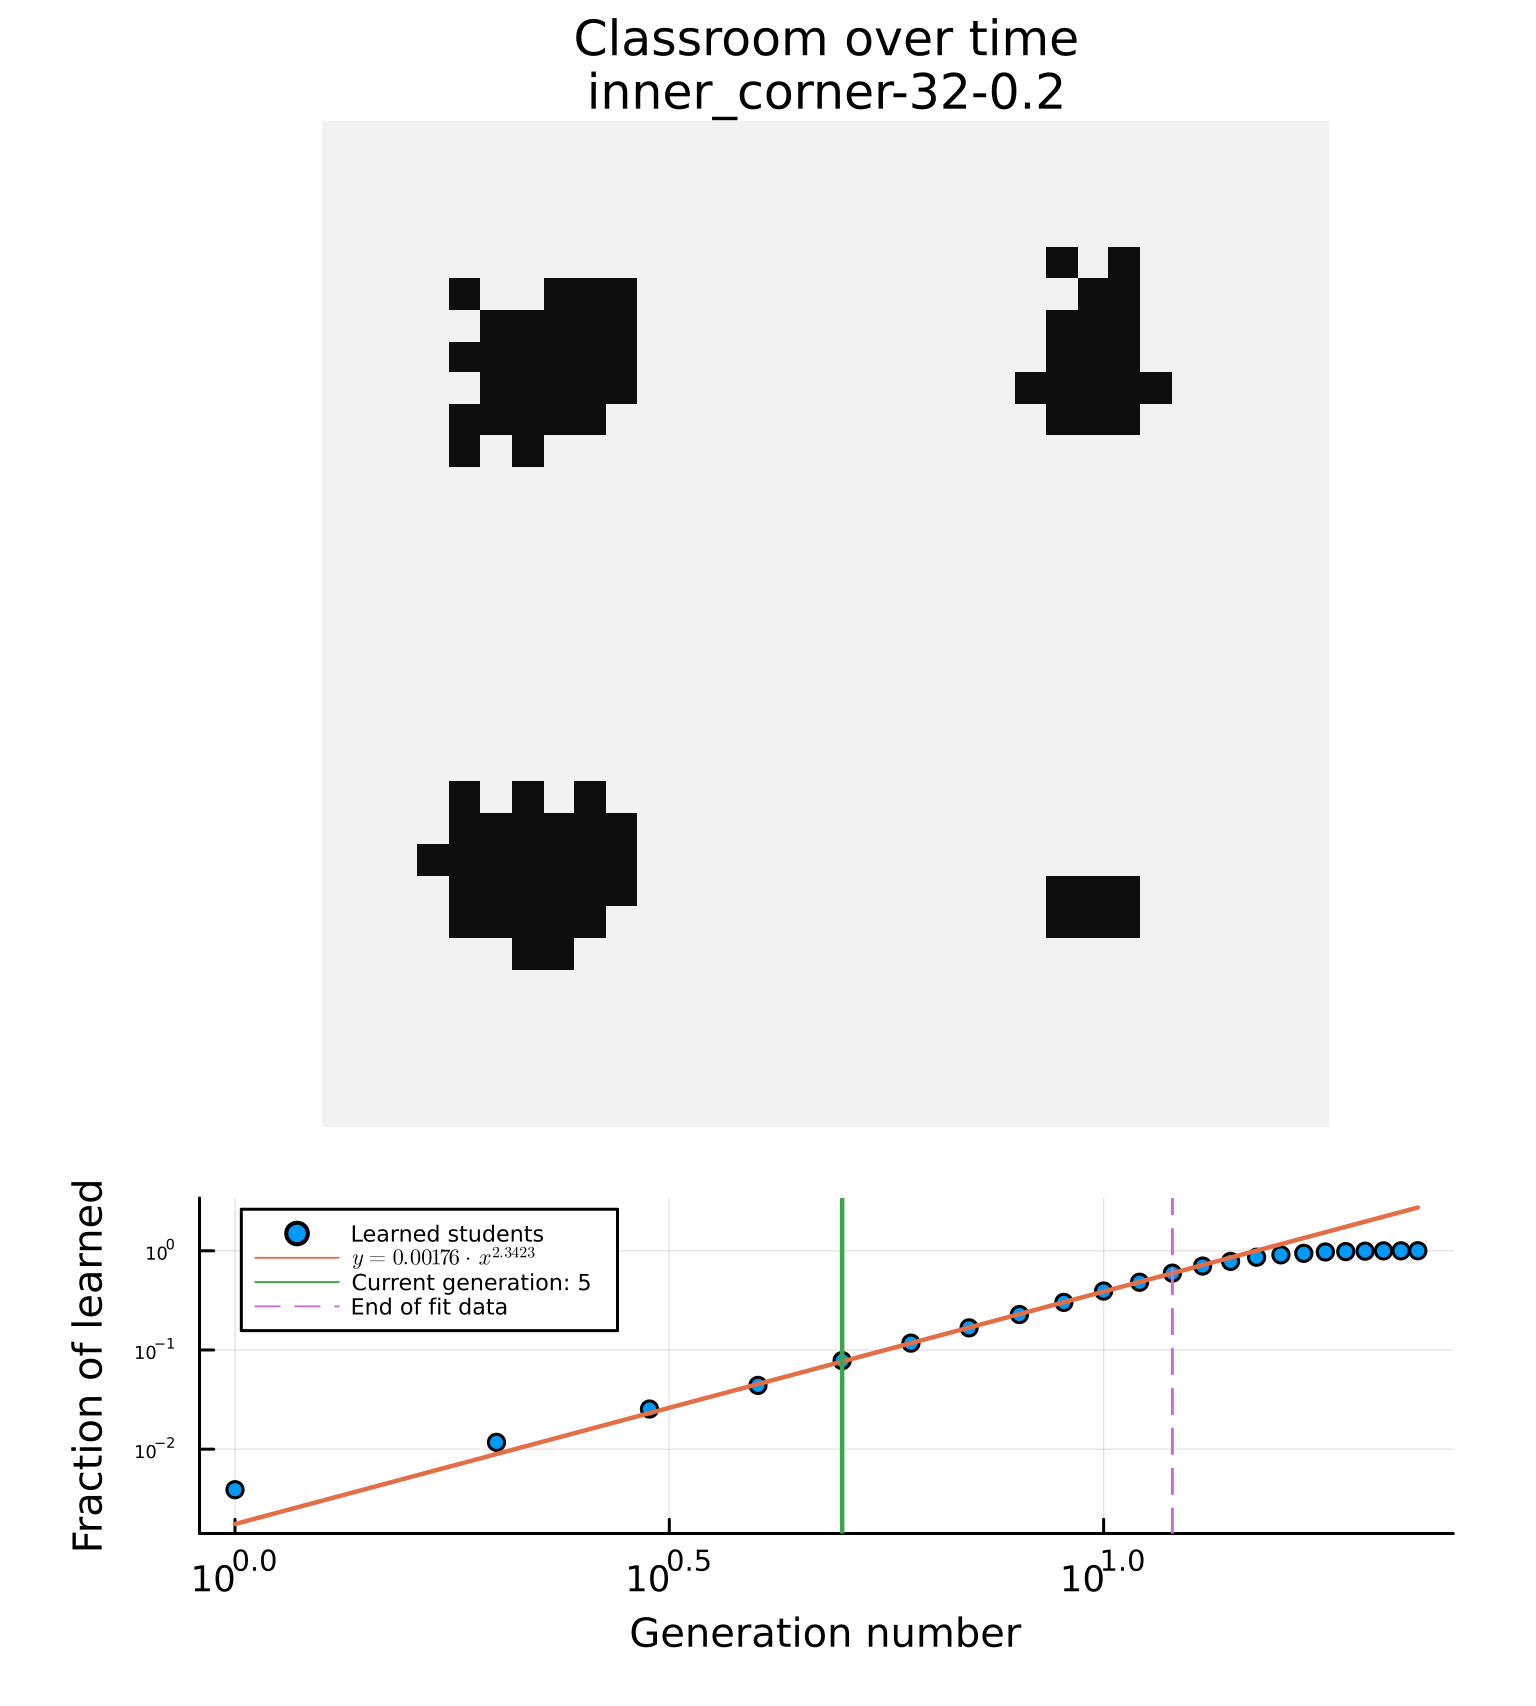 Classroom over time
inner_corner-32-0.2
Fraction of learned
10⁰
10⁻¹
10⁻²
Learned students
y = 0.00176 · x^2.3423
Current generation: 5
End of fit data
10^0.0
10^0.5
10^1.0
Generation number